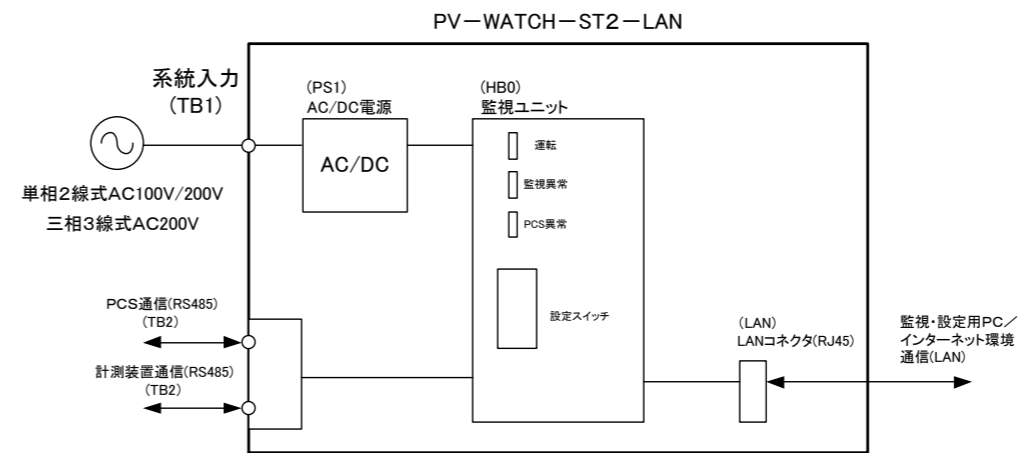 PV－WATCH－ST2－LAN
系統入力
(TB1)
(PS1)
AC/DC電源
AC/DC
(HB0)
監視ユニット
運転
監視異常
PCS異常
設定スイッチ
単相２線式AC100V/200V
三相３線式AC200V
PCS通信(RS485)
(TB2)
計測装置通信(RS485)
(TB2)
(LAN)
LANコネクタ(RJ45)
監視・設定用PC／
インターネット環境
通信(LAN)